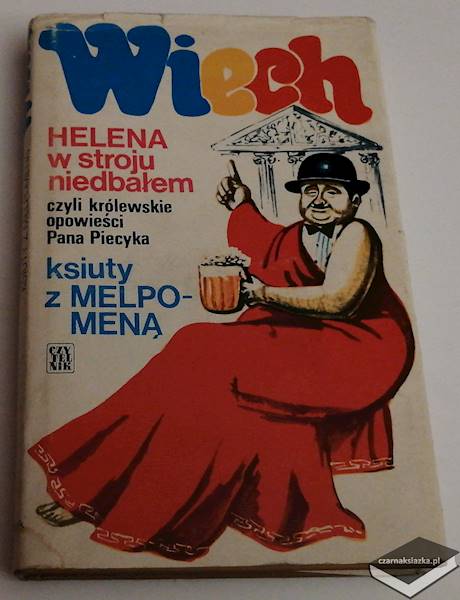 Wiech
HELENA
w stroju
niedbałem
czyli królewskie
opowieści
Pana Piecyka
ksiuty
z MELPO-
MENĄ
CZY
TEL
NIK
czarnaksiazka.pl